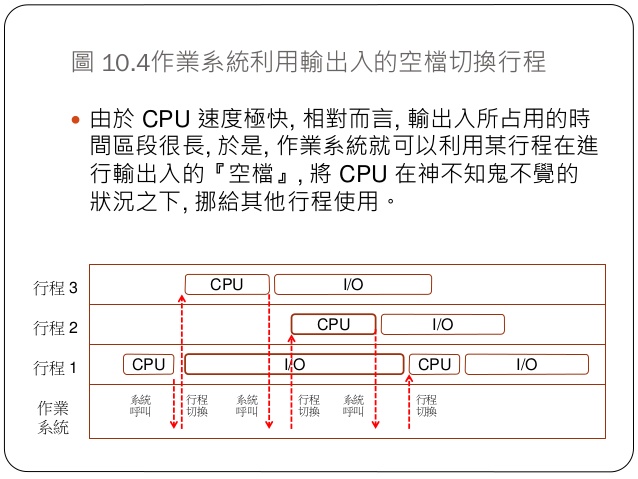 圖 10.4作業系統利用輸出入的空檔切換行程
由於 CPU 速度極快, 相對而言, 輸出入所占用的時
間區段很長, 於是, 作業系統就可以利用某行程在進
行輸出入的『空檔』, 將 CPU 在神不知鬼不覺的
狀況之下, 挪給其他行程使用。
行程 3
CPU
I/O
行程 2
CPU
I/O
行程 1
CPU
I/O
CPU
I/O
作業
系統
系統
呼叫
行程
切換
系統
呼叫
行程
切換
系統
呼叫
行程
切換